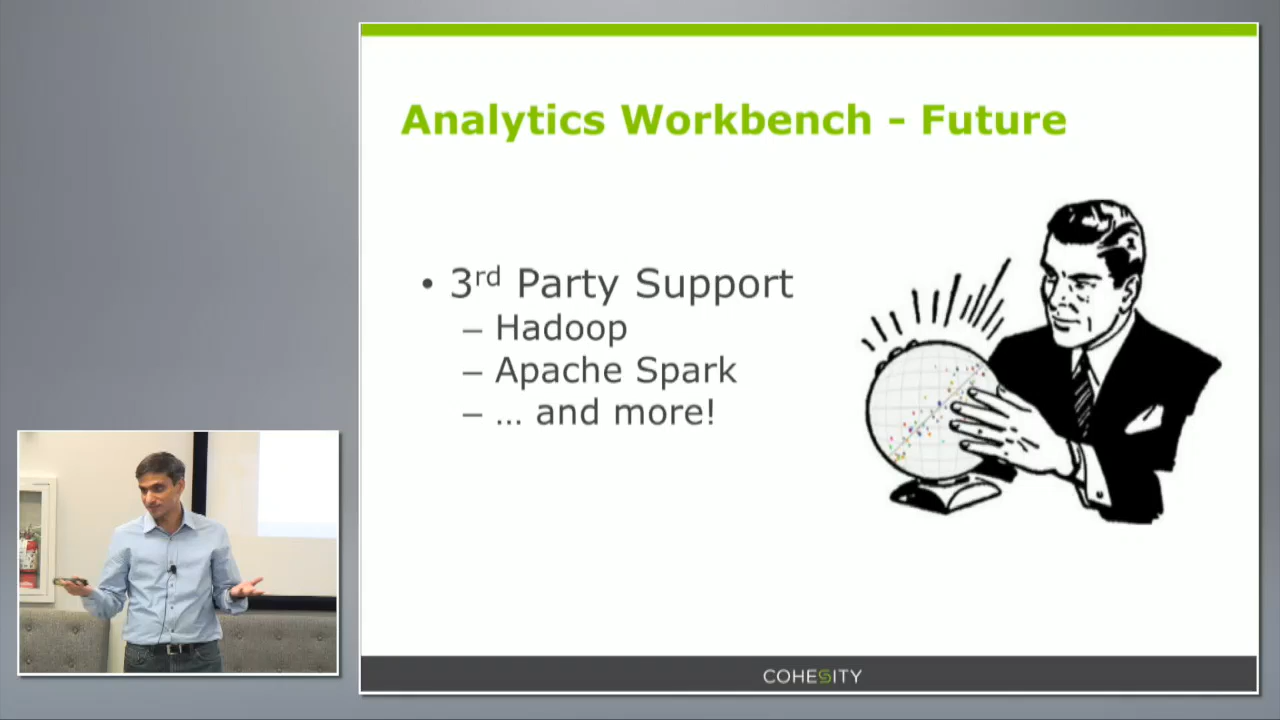 Analytics Workbench - Future
• 3rd Party Support
– Hadoop
– Apache Spark
– ... and more!
COHESITY